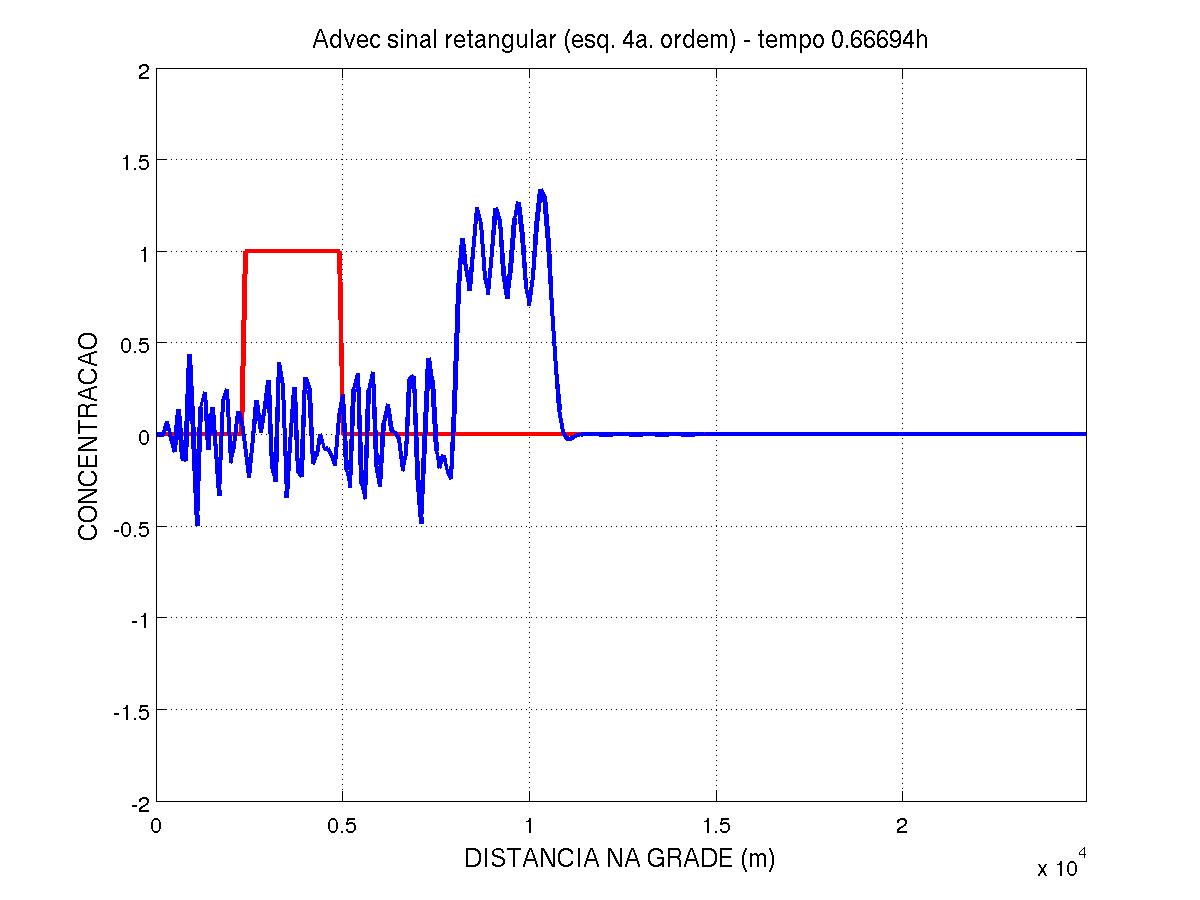 Advec sinal retangular (esq. 4a. ordem) - tempo 0.66694h
2
1.5
1
0.5
0
-0.5
-1
-1.5
-2
CONCENTRACAO
0 0.5 1 1.5 2
x 10^4
DISTANCIA NA GRADE (m)